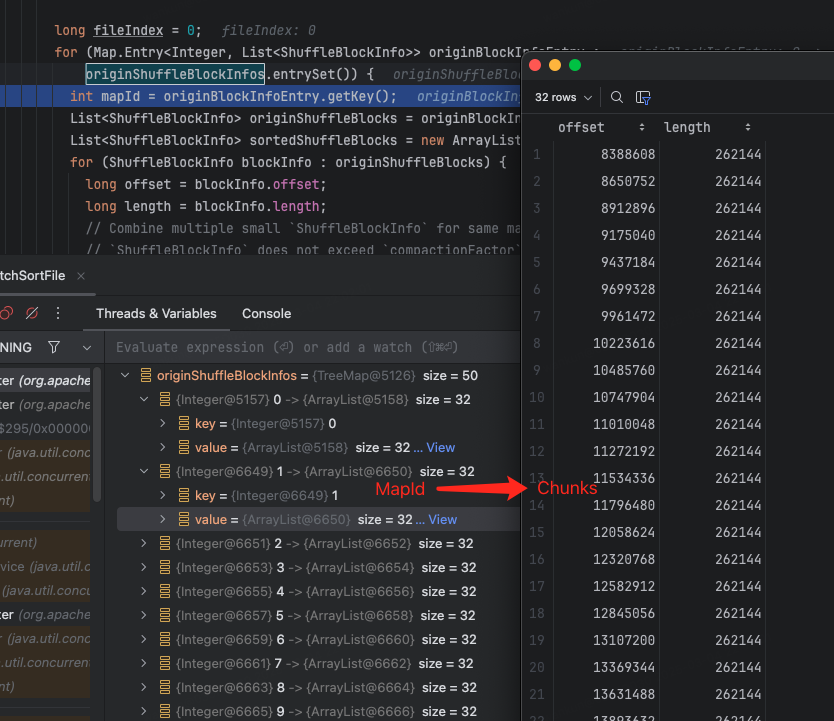 long fileIndex = 0; fileIndex: 0
for (Map.Entry<Integer, List<ShuffleBlockInfo>> originBlockInfoEntry :
originShuffleBlockInfos.entrySet()) { originShuffleBloc
int mapId = originBlockInfoEntry.getKey(); originBlockIn
List<ShuffleBlockInfo> originShuffleBlocks = originBlockIn
List<ShuffleBlockInfo> sortedShuffleBlocks = new ArrayList
for (ShuffleBlockInfo blockInfo : originShuffleBlocks) {
long offset = blockInfo.offset;
long length = blockInfo.length;
// Combine multiple small `ShuffleBlockInfo` for same ma
// `ShuffleBlockInfo` does not exceed `compactionFactor`
tchSortFile
Threads & Variables
Console
NING
Evaluate expression (⏎) or add a watch (⇧⌘⏎)
ter (org.apache
ter (org.apache
$295/0x00000
r (java.util.conc
a.util.concurrent
nt)
urrent)
rvice (java.util.c
(java.util.concu
ter (org.apache
r (java.util.conc
a.util.concurrent
nt)
originShuffleBlockInfos = {TreeMap@5126} size = 50
{Integer@5157} 0 -> {ArrayList@5158} size = 32
key = {Integer@5157} 0
value = {ArrayList@5158} size = 32 ... View
{Integer@6649} 1 -> {ArrayList@6650} size = 32
key = {Integer@6649} 1
value = {ArrayList@6650} size = 32 ... View
{Integer@6651} 2 -> {ArrayList@6652} size = 32
{Integer@6653} 3 -> {ArrayList@6654} size = 32
{Integer@6655} 4 -> {ArrayList@6656} size = 32
{Integer@6657} 5 -> {ArrayList@6658} size = 32
{Integer@6659} 6 -> {ArrayList@6660} size = 32
{Integer@6661} 7 -> {ArrayList@6662} size = 32
{Integer@6663} 8 -> {ArrayList@6664} size = 32
{Integer@6665} 9 -> {ArrayList@6666} size = 32
MapId
Chunks
32 rows
offset length
1 8388608 262144
2 8650752 262144
3 8912896 262144
4 9175040 262144
5 9437184 262144
6 9699328 262144
7 9961472 262144
8 10223616 262144
9 10485760 262144
10 10747904 262144
11 11010048 262144
12 11272192 262144
13 11534336 262144
14 11796480 262144
15 12058624 262144
16 12320768 262144
17 12582912 262144
18 12845056 262144
19 13107200 262144
20 13369344 262144
21 13631488 262144
22 13893632 262144